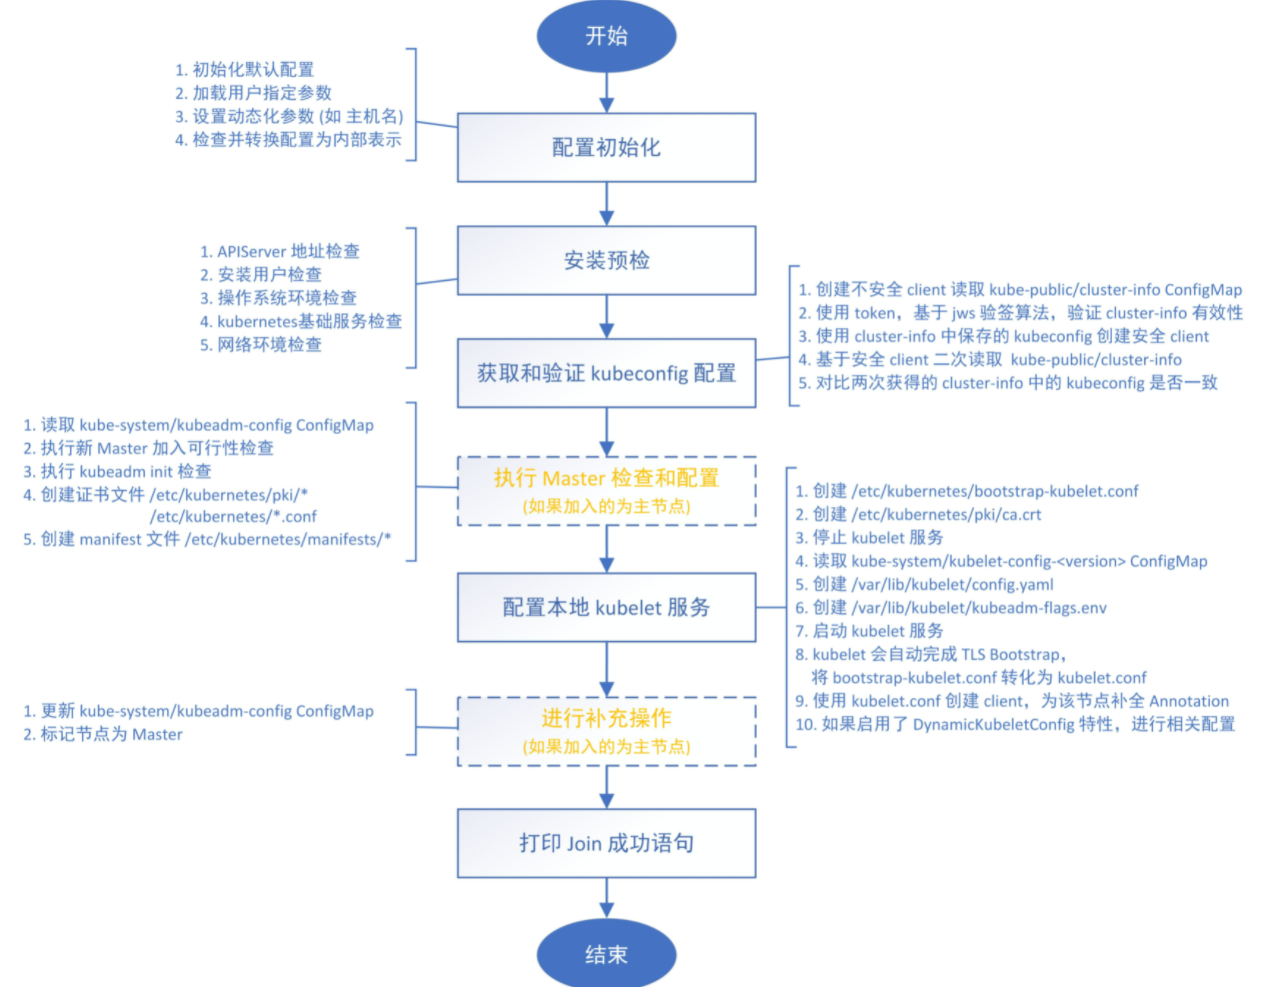 开始
1. 初始化默认配置
2. 加载用户指定参数
3. 设置动态化参数 (如 主机名)
4. 检查并转换配置为内部表示
配置初始化
1. APIServer 地址检查
2. 安装用户检查
3. 操作系统环境检查
4. kubernetes基础服务检查
5. 网络环境检查
安装预检
1. 创建不安全 client 读取 kube-public/cluster-info ConfigMap
2. 使用 token，基于 jws 验签算法，验证 cluster-info 有效性
3. 使用 cluster-info 中保存的 kubeconfig 创建安全 client
4. 基于安全 client 二次读取 kube-public/cluster-info
5. 对比两次获得的 cluster-info 中的 kubeconfig 是否一致
获取和验证 kubeconfig 配置
1. 读取 kube-system/kubeadm-config ConfigMap
2. 执行新 Master 加入可行性检查
3. 执行 kubeadm init 检查
4. 创建证书文件 /etc/kubernetes/pki/*
/etc/kubernetes/*.conf
5. 创建 manifest 文件 /etc/kubernetes/manifests/*
执行 Master 检查和配置
(如果加入的为主节点)
1. 创建 /etc/kubernetes/bootstrap-kubelet.conf
2. 创建 /etc/kubernetes/pki/ca.crt
3. 停止 kubelet 服务
4. 读取 kube-system/kubelet-config-<version> ConfigMap
5. 创建 /var/lib/kubelet/config.yaml
6. 创建 /var/lib/kubelet/kubeadm-flags.env
7. 启动 kubelet 服务
8. kubelet 会自动完成 TLS Bootstrap，
将 bootstrap-kubelet.conf 转化为 kubelet.conf
9. 使用 kubelet.conf 创建 client，为该节点补全 Annotation
10. 如果启用了 DynamicKubeletConfig 特性，进行相关配置
配置本地 kubelet 服务
1. 更新 kube-system/kubeadm-config ConfigMap
2. 标记节点为 Master
进行补充操作
(如果加入的为主节点)
打印 Join 成功语句
结束